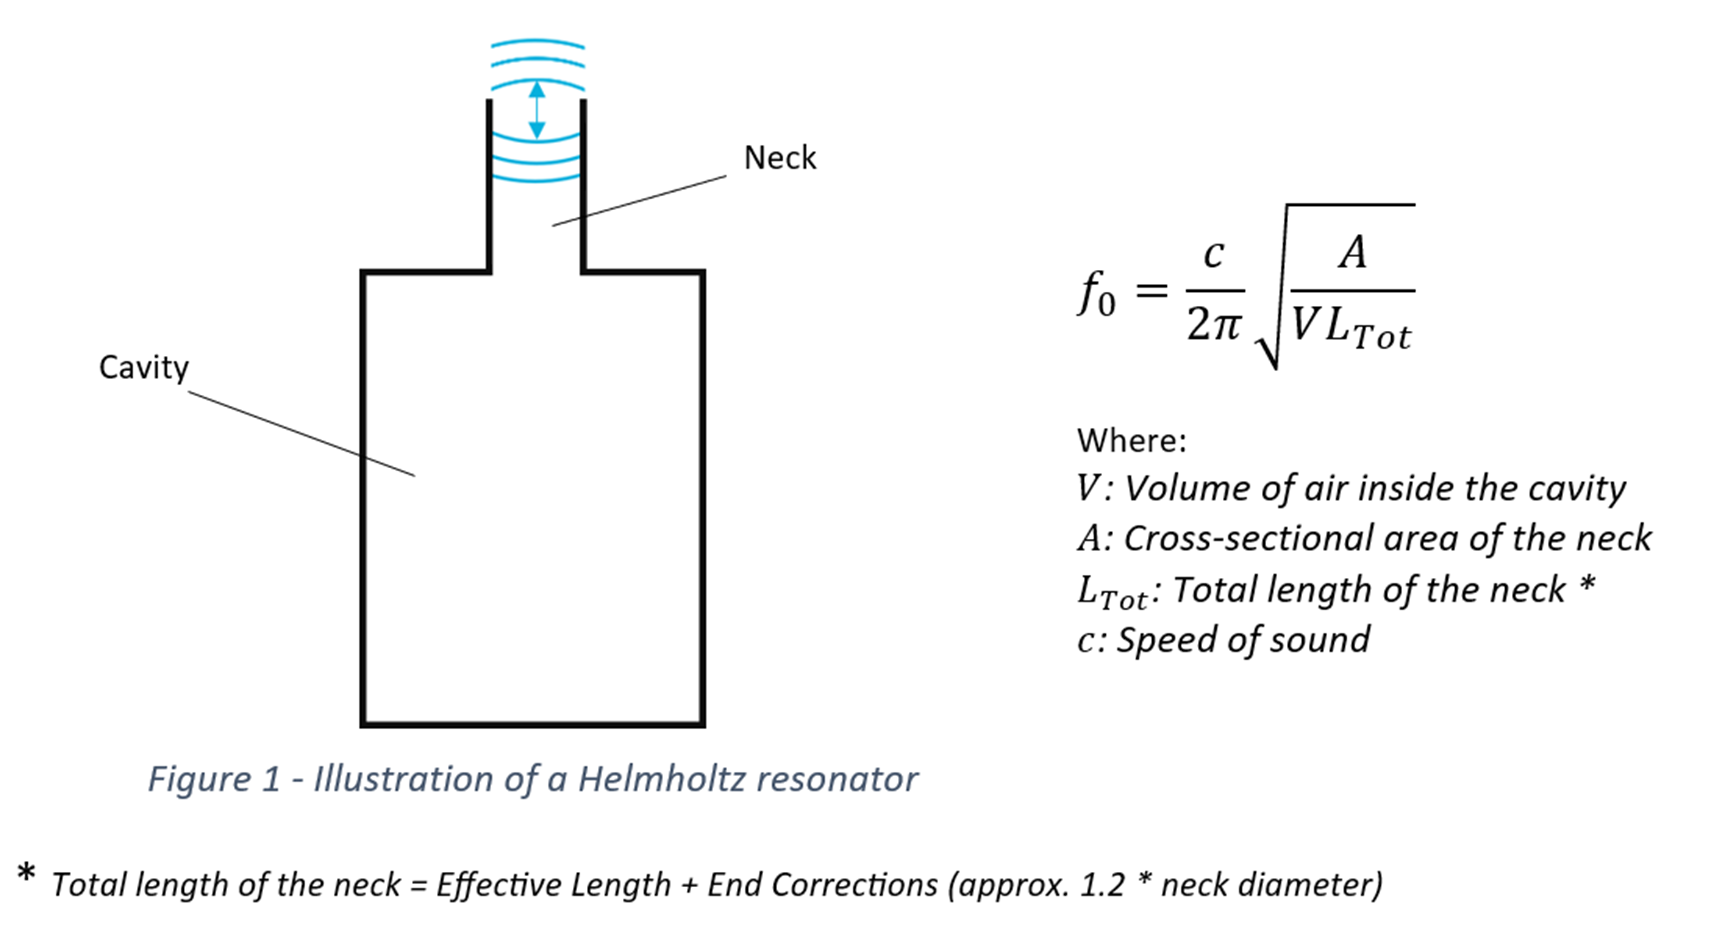 Neck
Cavity
f₀ = c/2π √(A/VL_Tot)
Where:
V: Volume of air inside the cavity
A: Cross-sectional area of the neck
L_Tot: Total length of the neck *
c: Speed of sound
Figure 1 - Illustration of a Helmholtz resonator
* Total length of the neck = Effective Length + End Corrections (approx. 1.2 * neck diameter)